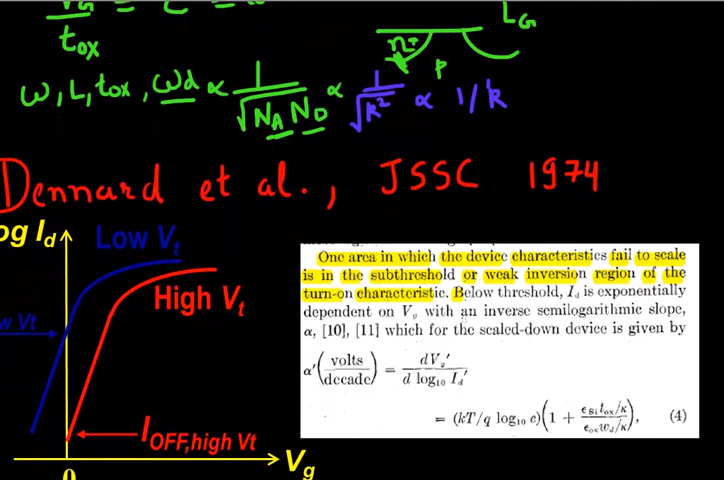 t_ox
L_G
n+
p
W, L, t_ox, W_d ∝ 1/√(N_A N_D) ∝ 1/√(k²) ∝ 1/k
Dennard et al., JSSC 1974
og I_d
Low V_t
High V_t
w Vt
I_OFF,high Vt
V_g
0
One area in which the device characteristics fail to scale
is in the subthreshold or weak inversion region of the
turn-on characteristic. Below threshold, I_d is exponentially
dependent on V_g with an inverse semilogarithmic slope,
α, [10], [11] which for the scaled-down device is given by
α′(volts/decade) = dV_g′/d log₁₀ I_d′
= (kT/q log₁₀ e)(1 + ε_Si t_ox/κ / ε_ox w_d/κ), (4)